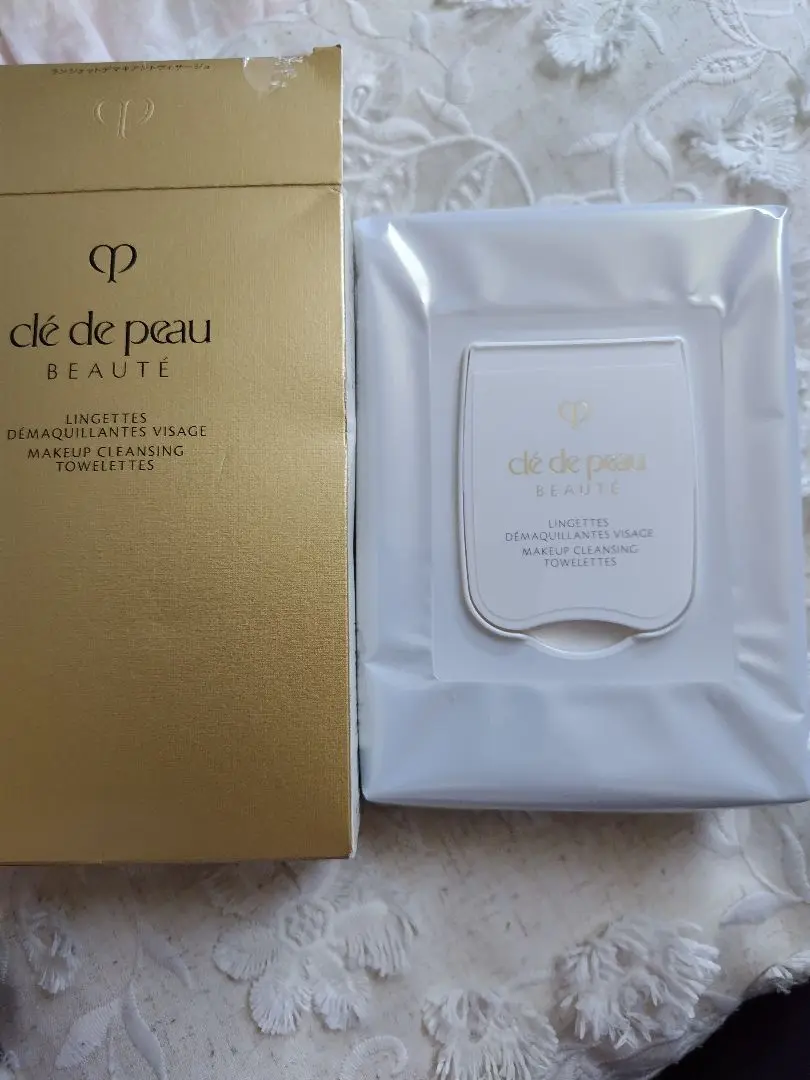 clé de peau
BEAUTÉ
LINGETTES
DÉMAQUILLANTES VISAGE
MAKEUP CLEANSING
TOWELETTES
clé de peau
BEAUTÉ
LINGETTES
DÉMAQUILLANTES VISAGE
MAKEUP CLEANSING
TOWELETTES